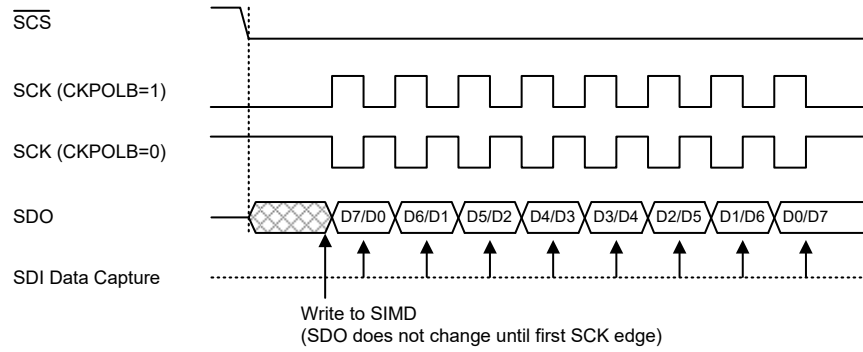 SCS
SCK (CKPOLB=1)
SCK (CKPOLB=0)
SDO D7/D0 D6/D1 D5/D2 D4/D3 D3/D4 D2/D5 D1/D6 D0/D7
SDI Data Capture
Write to SIMD
(SDO does not change until first SCK edge)